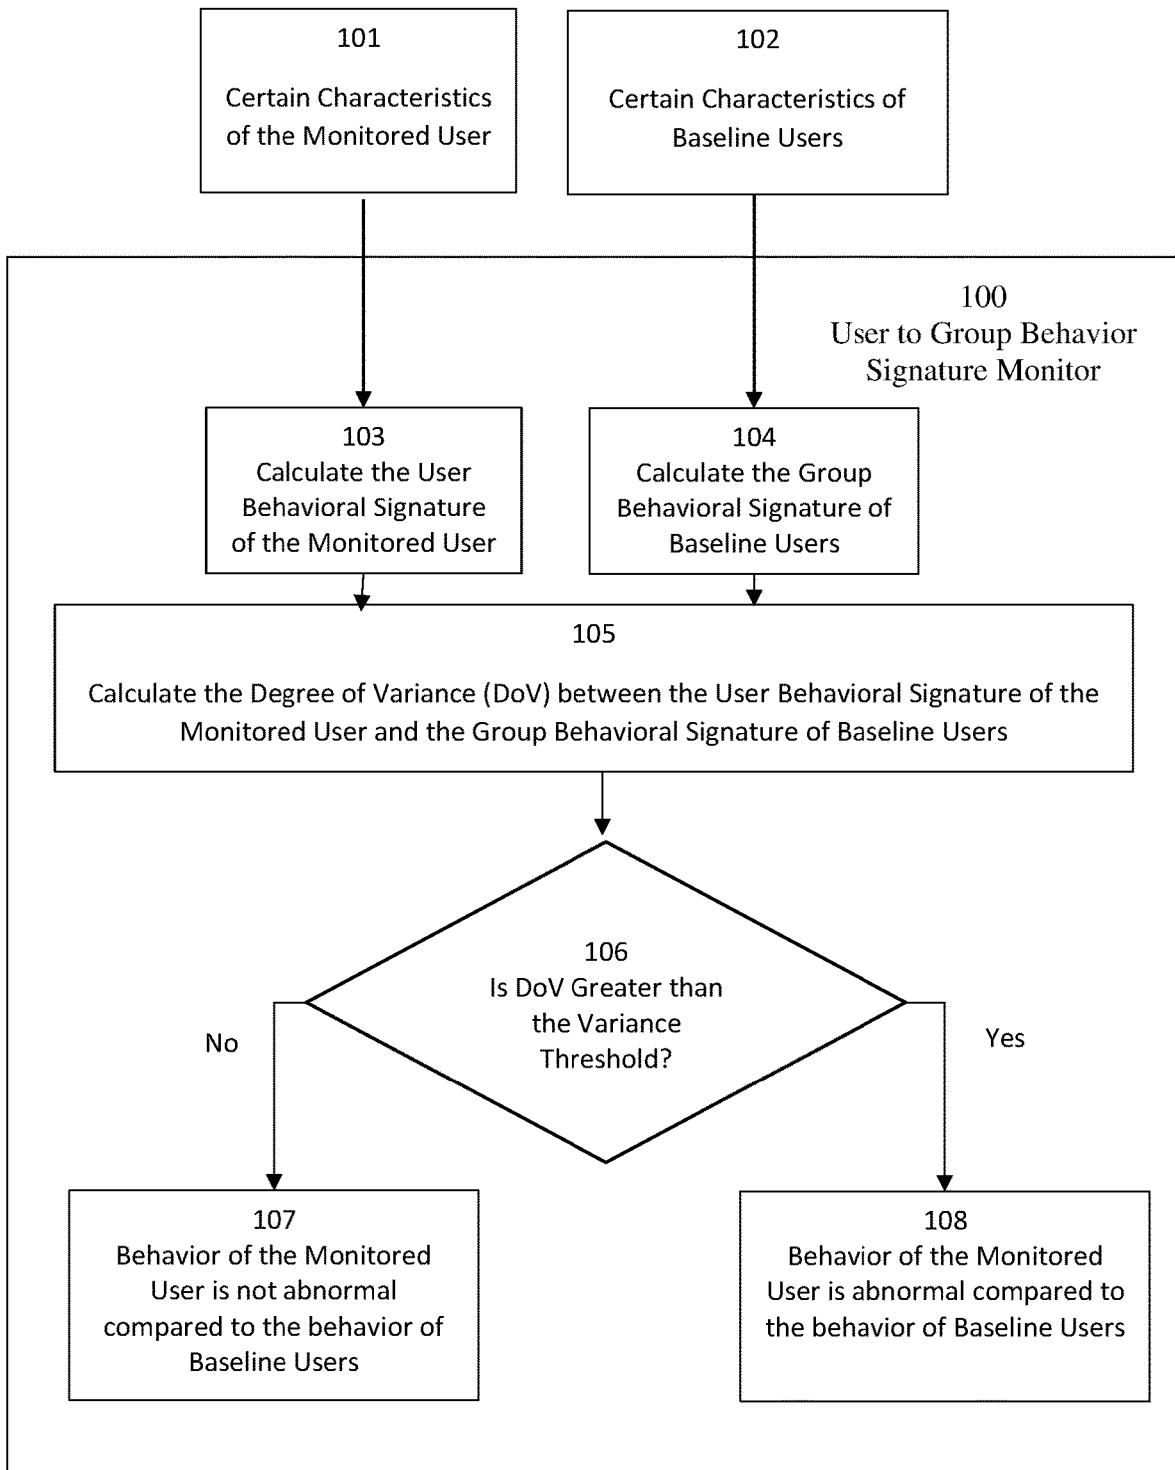 101
Certain Characteristics
of the Monitored User
102
Certain Characteristics of
Baseline Users
100
User to Group Behavior
Signature Monitor
103
Calculate the User
Behavioral Signature
of the Monitored User
104
Calculate the Group
Behavioral Signature of
Baseline Users
105
Calculate the Degree of Variance (DoV) between the User Behavioral Signature of the
Monitored User and the Group Behavioral Signature of Baseline Users
106
Is DoV Greater than
the Variance
Threshold?
No
Yes
107
Behavior of the Monitored
User is not abnormal
compared to the behavior of
Baseline Users
108
Behavior of the Monitored
User is abnormal compared to
the behavior of Baseline Users